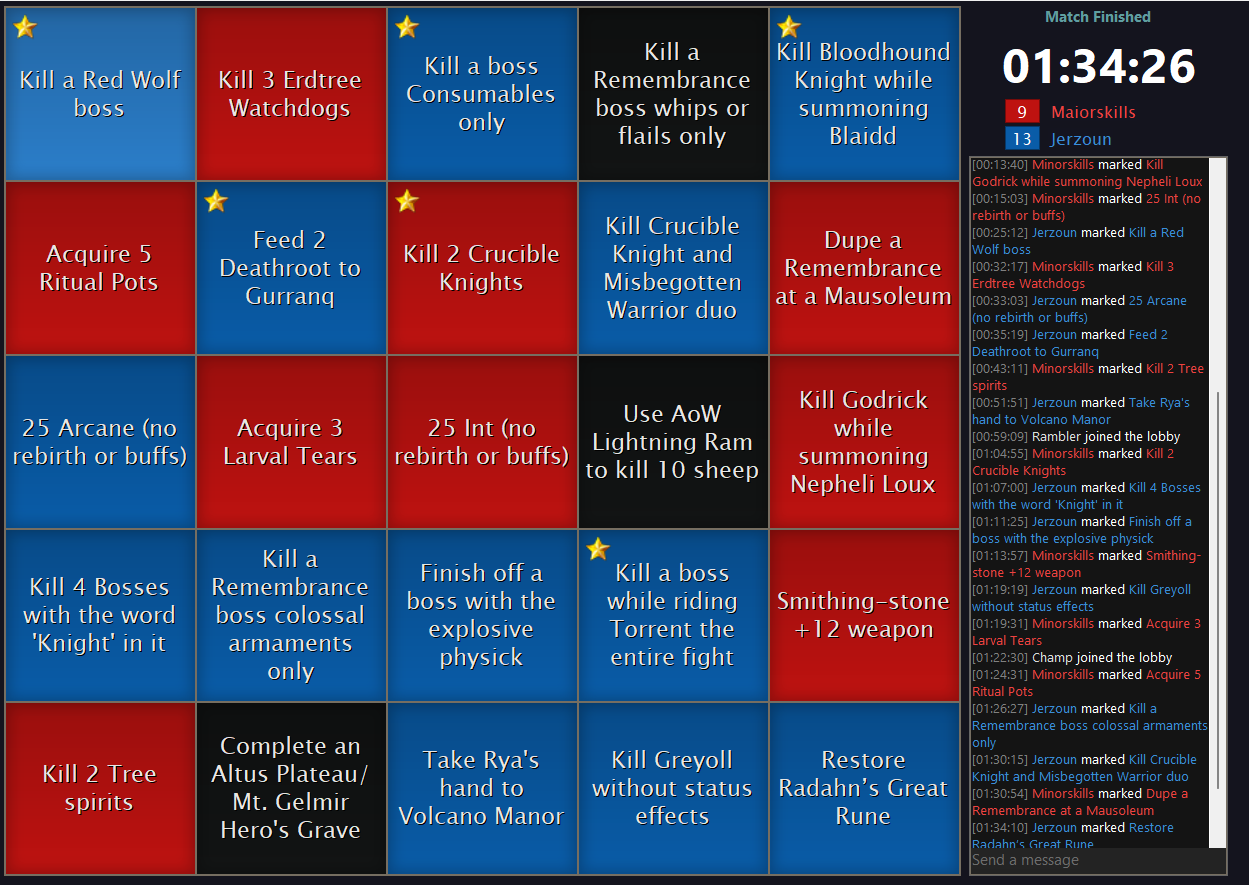 Kill a Red Wolf
boss
Kill 3 Erdtree
Watchdogs
Kill a boss
Consumables
only
Kill a
Remembrance
boss whips or
flails only
Kill Bloodhound
Knight while
summoning
Blaidd
Acquire 5
Ritual Pots
Feed 2
Deathroot to
Gurranq
Kill 2 Crucible
Knights
Kill Crucible
Knight and
Misbegotten
Warrior duo
Dupe a
Remembrance
at a Mausoleum
25 Arcane (no
rebirth or buffs)
Acquire 3
Larval Tears
25 Int (no
rebirth or buffs)
Use AoW
Lightning Ram
to kill 10 sheep
Kill Godrick
while
summoning
Nepheli Loux
Kill 4 Bosses
with the word
'Knight' in it
Kill a
Remembrance
boss colossal
armaments
only
Finish off a
boss with the
explosive
physick
Kill a boss
while riding
Torrent the
entire fight
Smithing-stone
+12 weapon
Kill 2 Tree
spirits
Complete an
Altus Plateau/
Mt. Gelmir
Hero's Grave
Take Rya's
hand to
Volcano Manor
Kill Greyoll
without status
effects
Restore
Radahn’s Great
Rune
Match Finished
01:34:26
9 Maiorskills
13 Jerzoun
[00:13:40] Minorskills marked Kill
Godrick while summoning Nepheli Loux
[00:15:03] Minorskills marked 25 Int (no
rebirth or buffs)
[00:25:12] Jerzoun marked Kill a Red
Wolf boss
[00:32:17] Minorskills marked Kill 3
Erdtree Watchdogs
[00:33:03] Jerzoun marked 25 Arcane
(no rebirth or buffs)
[00:35:19] Jerzoun marked Feed 2
Deathroot to Gurranq
[00:43:11] Minorskills marked Kill 2 Tree
spirits
[00:51:51] Jerzoun marked Take Rya's
hand to Volcano Manor
[00:59:09] Rambler joined the lobby
[01:04:55] Minorskills marked Kill 2
Crucible Knights
[01:07:00] Jerzoun marked Kill 4 Bosses
with the word 'Knight' in it
[01:11:25] Jerzoun marked Finish off a
boss with the explosive physick
[01:13:57] Minorskills marked Smithing-
stone +12 weapon
[01:19:19] Jerzoun marked Kill Greyoll
without status effects
[01:19:31] Minorskills marked Acquire 3
Larval Tears
[01:22:30] Champ joined the lobby
[01:24:31] Minorskills marked Acquire 5
Ritual Pots
[01:26:27] Jerzoun marked Kill a
Remembrance boss colossal armaments
only
[01:30:15] Jerzoun marked Kill Crucible
Knight and Misbegotten Warrior duo
[01:30:54] Minorskills marked Dupe a
Remembrance at a Mausoleum
[01:34:10] Jerzoun marked Restore
Radahn's Great Rune
Send a message